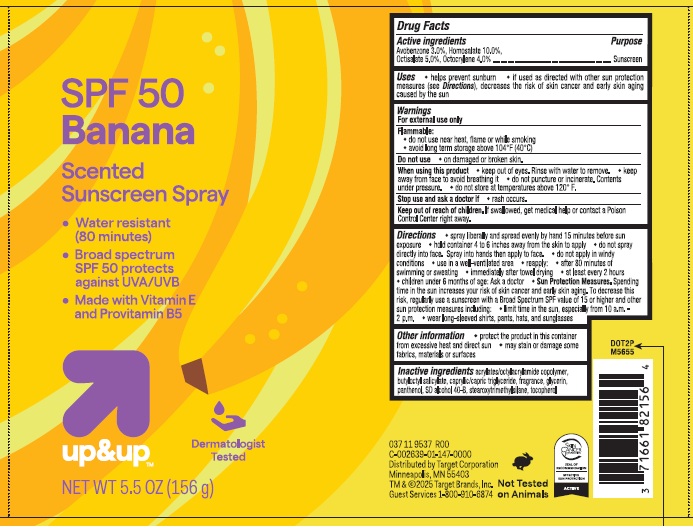 SPF 50
Banana
Scented
Sunscreen Spray
• Water resistant
(80 minutes)
• Broad spectrum
SPF 50 protects
against UVA/UVB
• Made with Vitamin E
and Provitamin B5
up&up™
Dermatologist
Tested
NET WT 5.5 OZ (156 g)
Drug Facts
Active ingredients Purpose
Avobenzone 3.0%, Homosalate 10.0%,
Octisalate 5.0%, Octocrylene 4.0% Sunscreen
Uses • helps prevent sunburn • if used as directed with other sun protection
measures (see Directions), decreases the risk of skin cancer and early skin aging
caused by the sun
Warnings
For external use only
Flammable:
• do not use near heat, flame or while smoking
• avoid long term storage above 104°F (40°C)
Do not use • on damaged or broken skin.
When using this product • keep out of eyes. Rinse with water to remove. • keep
away from face to avoid breathing it • do not puncture or incinerate. Contents
under pressure. • do not store at temperatures above 120° F.
Stop use and ask a doctor if • rash occurs.
Keep out of reach of children. If swallowed, get medical help or contact a Poison
Control Center right away.
Directions • spray liberally and spread evenly by hand 15 minutes before sun
exposure • hold container 4 to 6 inches away from the skin to apply • do not spray
directly into face. Spray into hands then apply to face. • do not apply in windy
conditions • use in a well-ventilated area • reapply: • after 80 minutes of
swimming or sweating • immediately after towel drying • at least every 2 hours
• children under 6 months of age: Ask a doctor • Sun Protection Measures. Spending
time in the sun increases your risk of skin cancer and early skin aging. To decrease this
risk, regularly use a sunscreen with a Broad Spectrum SPF value of 15 or higher and other
sun protection measures including: • limit time in the sun, especially from 10 a.m. -
2 p.m. • wear long-sleeved shirts, pants, hats, and sunglasses
Other information • protect the product in this container
from excessive heat and direct sun • may stain or damage some
fabrics, materials or surfaces
Inactive ingredients acrylates/octylacrylamide copolymer,
butyloctyl salicylate, caprylic/capric triglyceride, fragrance, glycerin,
panthenol, SD alcohol 40-B, stearoxytrimethylsilane, tocopherol
DOT2P
M5655
3 71661 82156 4
037 11 9537 R00
C-002639-01-147-0000
Distributed by Target Corporation
Minneapolis, MN 55403
TM & ©2025 Target Brands, Inc.
Guest Services 1-800-910-6874
Not Tested
on Animals
SEAL OF
RECOMMENDATION
EFFECTIVE
SUN PROTECTION
ACTIVE